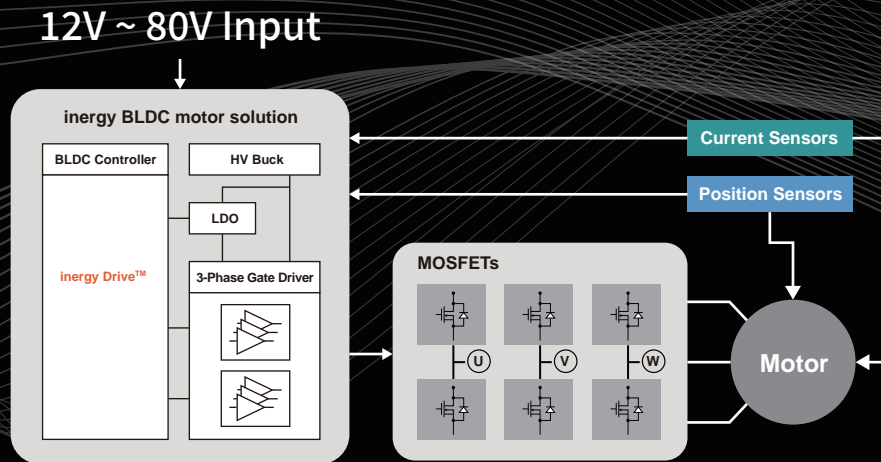 12V ~ 80V Input
inergy BLDC motor solution
BLDC Controller
HV Buck
LDO
inergy Drive™
3-Phase Gate Driver
Current Sensors
Position Sensors
MOSFETs
U
V
W
Motor